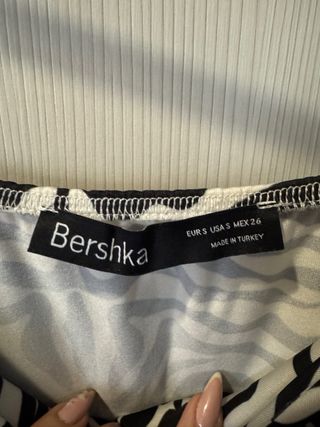 Bershka
EUR S USA S MEX 26
MADE IN TURKEY